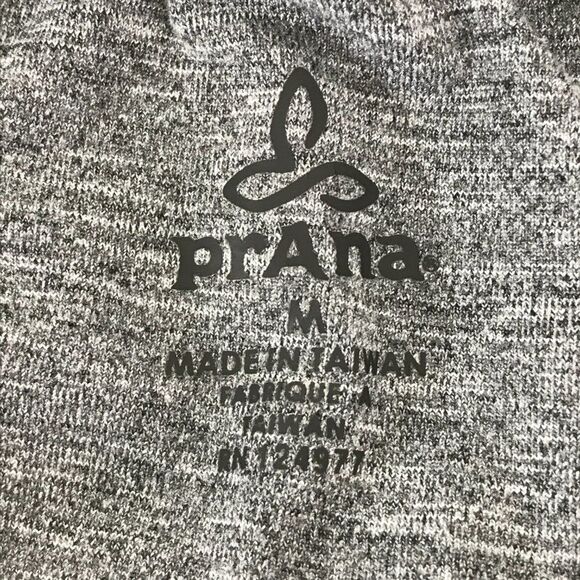 prAna
M
MADE IN TAIWAN
FABRIQUE A
TAIWAN
RN 124977